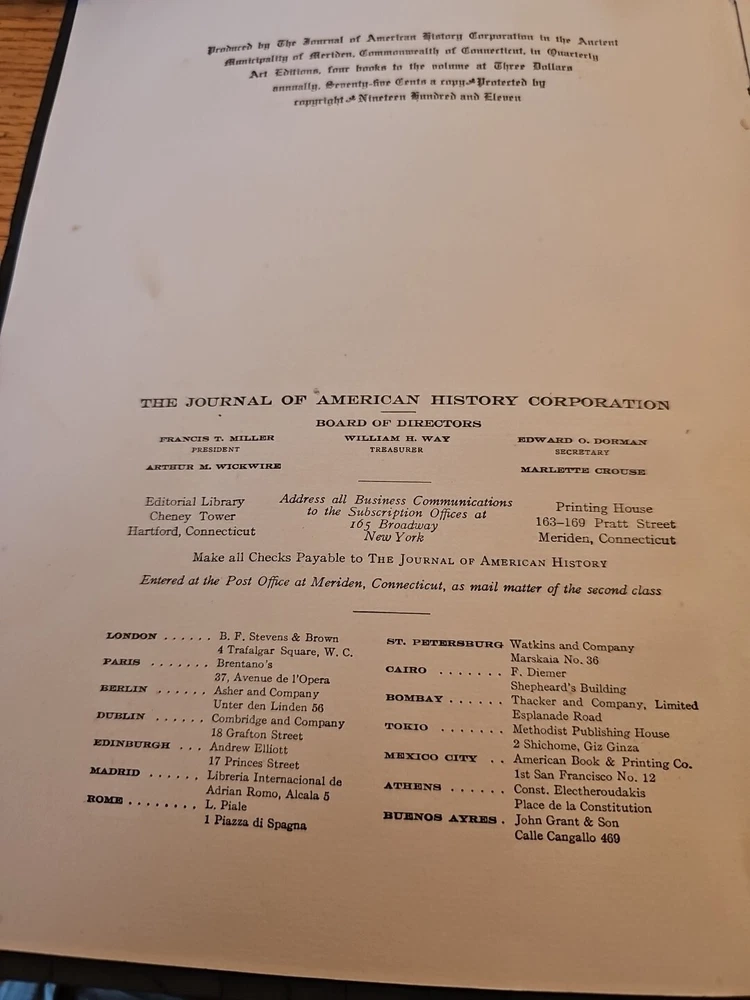 Produced by The Journal of American History Corporation in the Ancient
Municipality of Meriden, Commonwealth of Connecticut, in Quarterly
Art Editions, four books to the volume at Three Dollars
annually, Seventy-five Cents a copy Protected by
copyright Nineteen Hundred and Eleven
THE JOURNAL OF AMERICAN HISTORY CORPORATION
BOARD OF DIRECTORS
FRANCIS T. MILLER
PRESIDENT
WILLIAM H. WAY
TREASURER
EDWARD O. DORMAN
SECRETARY
ARTHUR M. WICKWIRE
MARLETTE CROUSE
Editorial Library
Cheney Tower
Hartford, Connecticut
Address all Business Communications
to the Subscription Offices at
165 Broadway
New York
Printing House
163–169 Pratt Street
Meriden, Connecticut
Make all Checks Payable to THE JOURNAL OF AMERICAN HISTORY
Entered at the Post Office at Meriden, Connecticut, as mail matter of the second class
LONDON . . . . . . B. F. Stevens & Brown
4 Trafalgar Square, W. C.
PARIS . . . . . . . Brentano's
37, Avenue de l'Opera
BERLIN . . . . . . Asher and Company
Unter den Linden 56
DUBLIN . . . . . . Combridge and Company
18 Grafton Street
EDINBURGH . . . Andrew Elliott
17 Princes Street
MADRID . . . . . . Libreria Internacional de
Adrian Romo, Alcala 5
ROME . . . . . . . . L. Piale
1 Piazza di Spagna
ST. PETERSBURG Watkins and Company
Marskaia No. 36
CAIRO . . . . . . . F. Diemer
Shepheard's Building
BOMBAY . . . . . . Thacker and Company, Limited
Esplanade Road
TOKIO . . . . . . . Methodist Publishing House
2 Shichome, Giz Ginza
MEXICO CITY . . American Book & Printing Co.
1st San Francisco No. 12
ATHENS . . . . . . Const. Electheroudakis
Place de la Constitution
BUENOS AYRES . John Grant & Son
Calle Cangallo 469